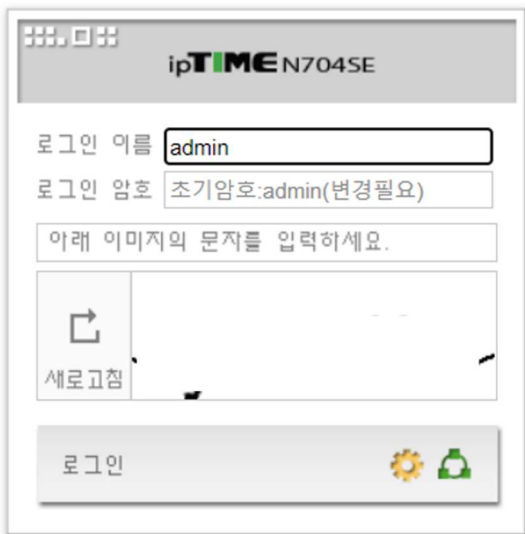 ipTIME N704SE
로그인 이름 admin
로그인 암호 초기암호:admin(변경필요)
아래 이미지의 문자를 입력하세요.
새로고침
로그인